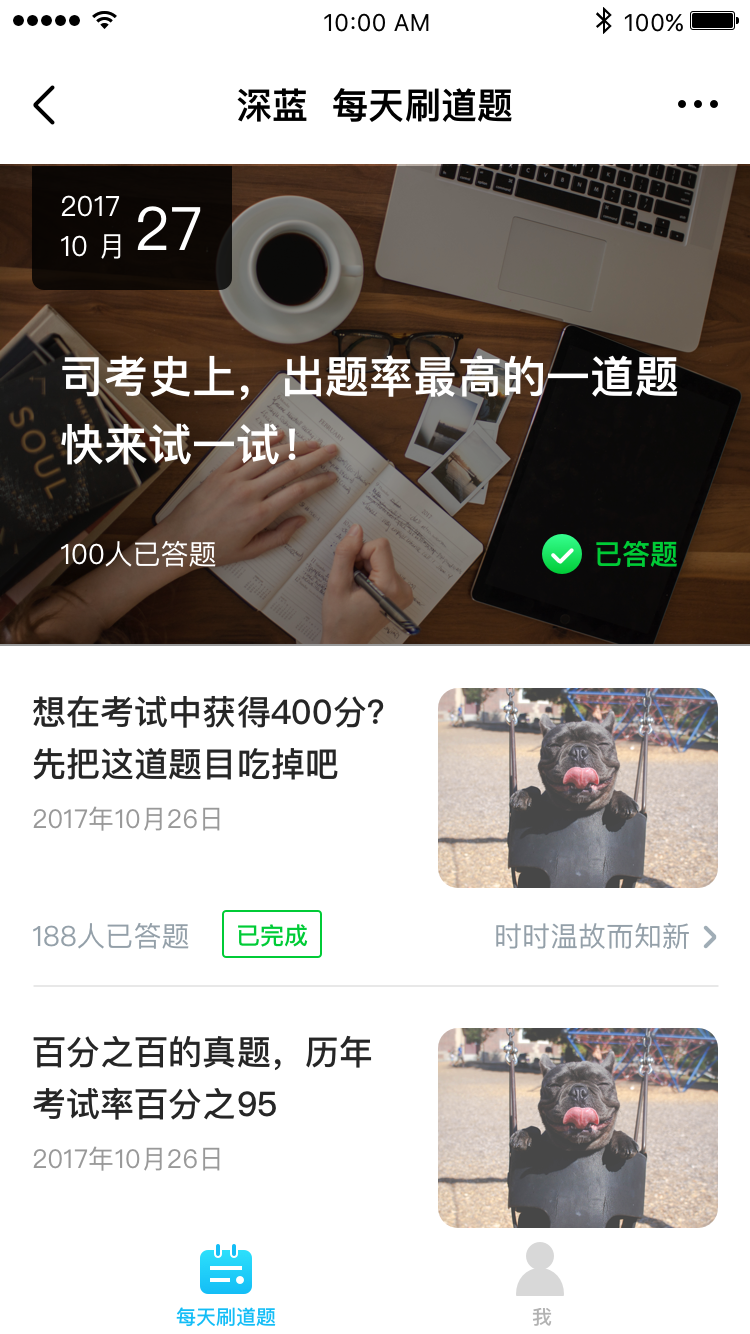 10:00 AM
100%
深蓝 每天刷道题
2017
10 月
27
司考史上，出题率最高的一道题
快来试一试！
SOUL
FEBRUARY
100人已答题
已答题
想在考试中获得400分?
先把这道题目吃掉吧
2017年10月26日
188人已答题
已完成
时时温故而知新
百分之百的真题，历年
考试率百分之95
2017年10月26日
每天刷道题
我